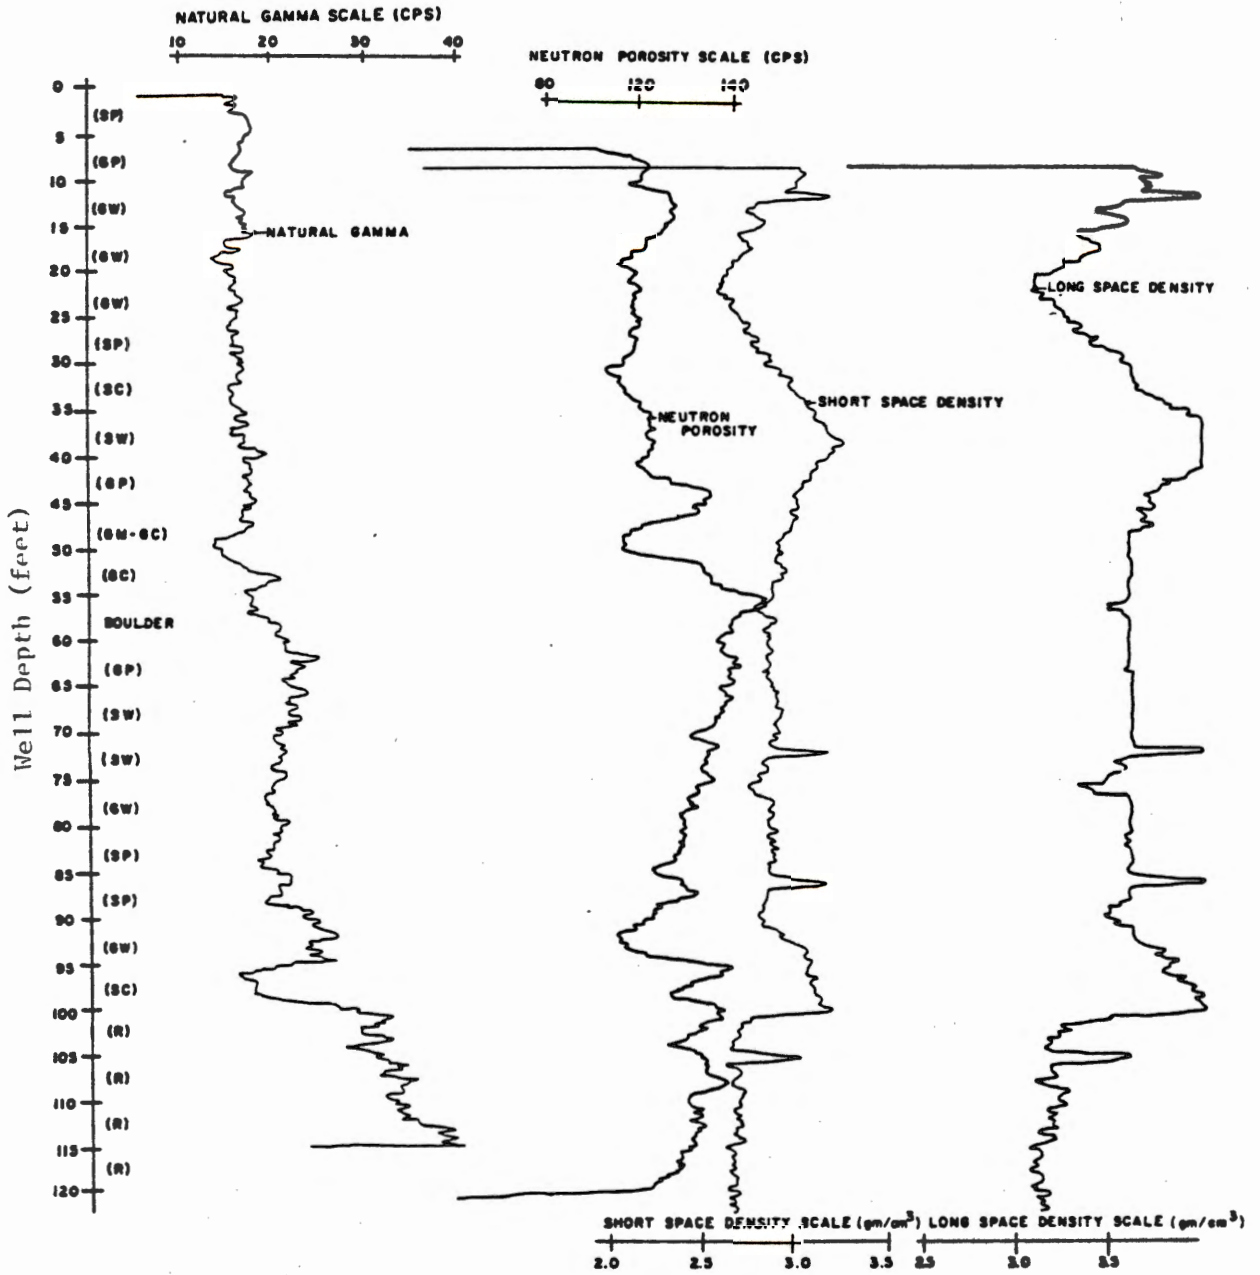 NATURAL GAMMA SCALE (CPS)
10 20 30 40
NEUTRON POROSITY SCALE (CPS)
80 120 140
0
(SP)
5
(GP)
10
(GW)
15
NATURAL GAMMA
(GW)
20
LONG SPACE DENSITY
(GW)
25
(SP)
30
(SC)
SHORT SPACE DENSITY
35
NEUTRON
POROSITY
(SW)
40
(GP)
45
(GM-GC)
50
(GC)
55
BOULDER
60
(GP)
65
(SW)
70
(SW)
75
(GW)
80
(SP)
85
(SP)
90
(GW)
95
(SC)
100
(R)
105
(R)
110
(R)
115
(R)
120
Well Depth (feet)
SHORT SPACE DENSITY SCALE (gm/cm³)
2.0 2.5 3.0 3.5
LONG SPACE DENSITY SCALE (gm/cm³)
25 3.0 3.5